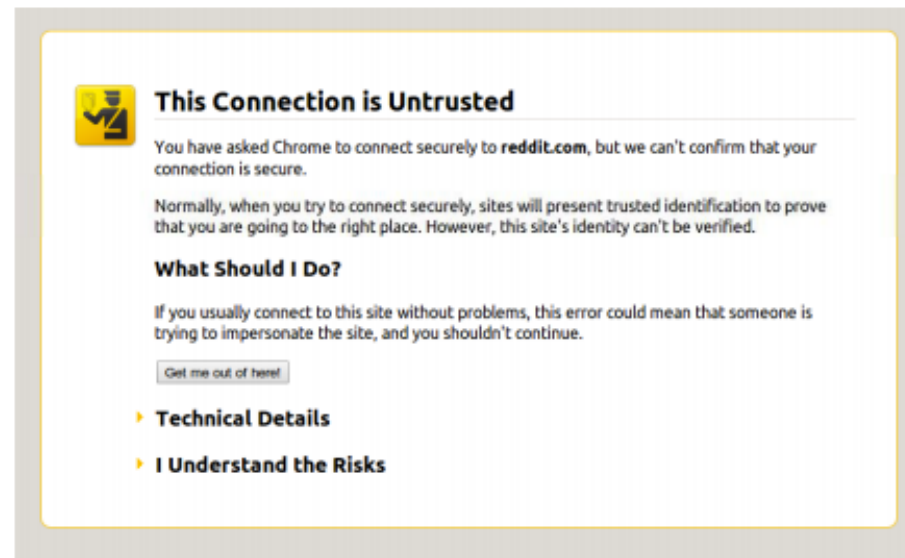 This Connection is Untrusted
You have asked Chrome to connect securely to reddit.com, but we can't confirm that your
connection is secure.
Normally, when you try to connect securely, sites will present trusted identification to prove
that you are going to the right place. However, this site's identity can't be verified.
What Should I Do?
If you usually connect to this site without problems, this error could mean that someone is
trying to impersonate the site, and you shouldn't continue.
Get me out of here!
Technical Details
I Understand the Risks